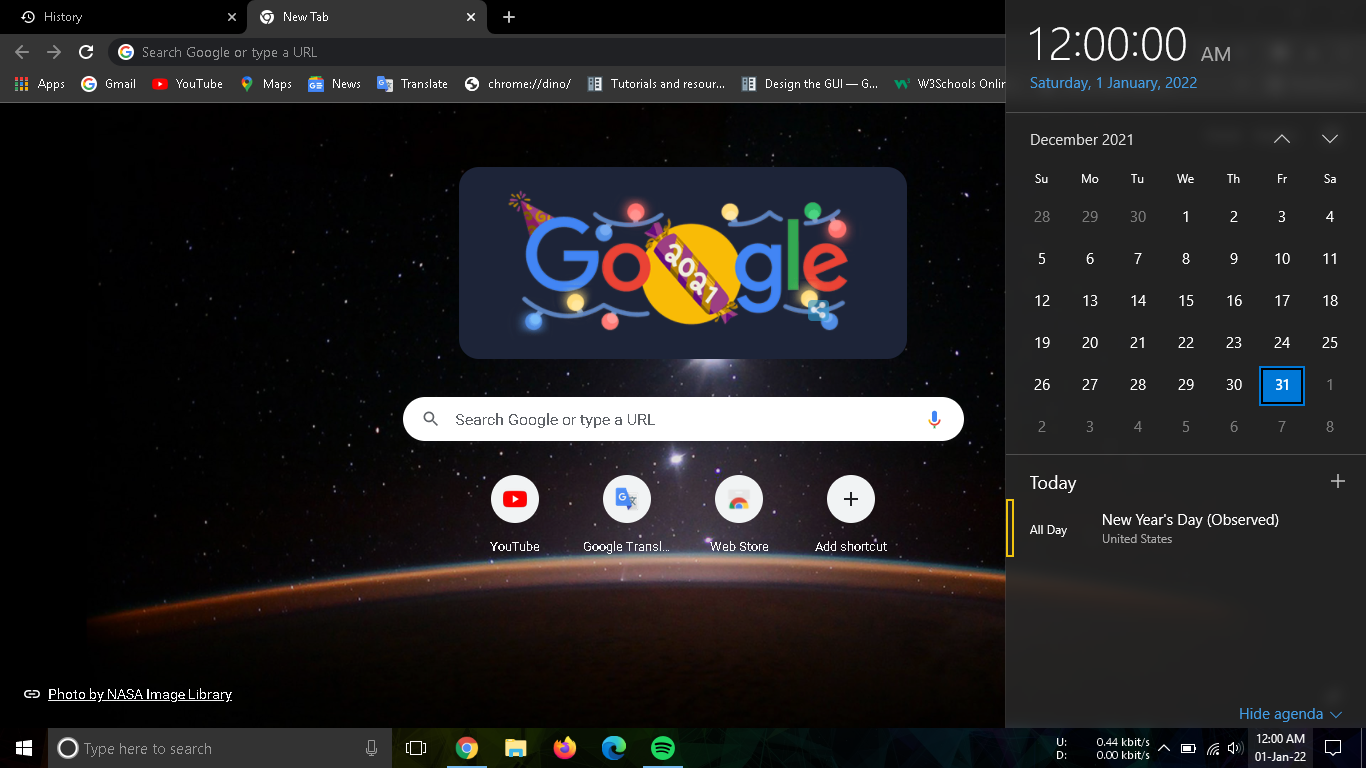 History
New Tab
Search Google or type a URL
Apps Gmail YouTube Maps News Translate chrome://dino/ Tutorials and resour... Design the GUI — G... W3Schools Onlin
Google
2021
Search Google or type a URL
YouTube Google Transl... Web Store Add shortcut
Photo by NASA Image Library
12:00:00 AM
Saturday, 1 January, 2022
December 2021
Su Mo Tu We Th Fr Sa
28 29 30 1 2 3 4
5 6 7 8 9 10 11
12 13 14 15 16 17 18
19 20 21 22 23 24 25
26 27 28 29 30 31 1
2 3 4 5 6 7 8
Today
All Day New Year's Day (Observed)
United States
Hide agenda
Type here to search
U: 0.44 kbit/s
D: 0.00 kbit/s
12:00 AM
01-Jan-22